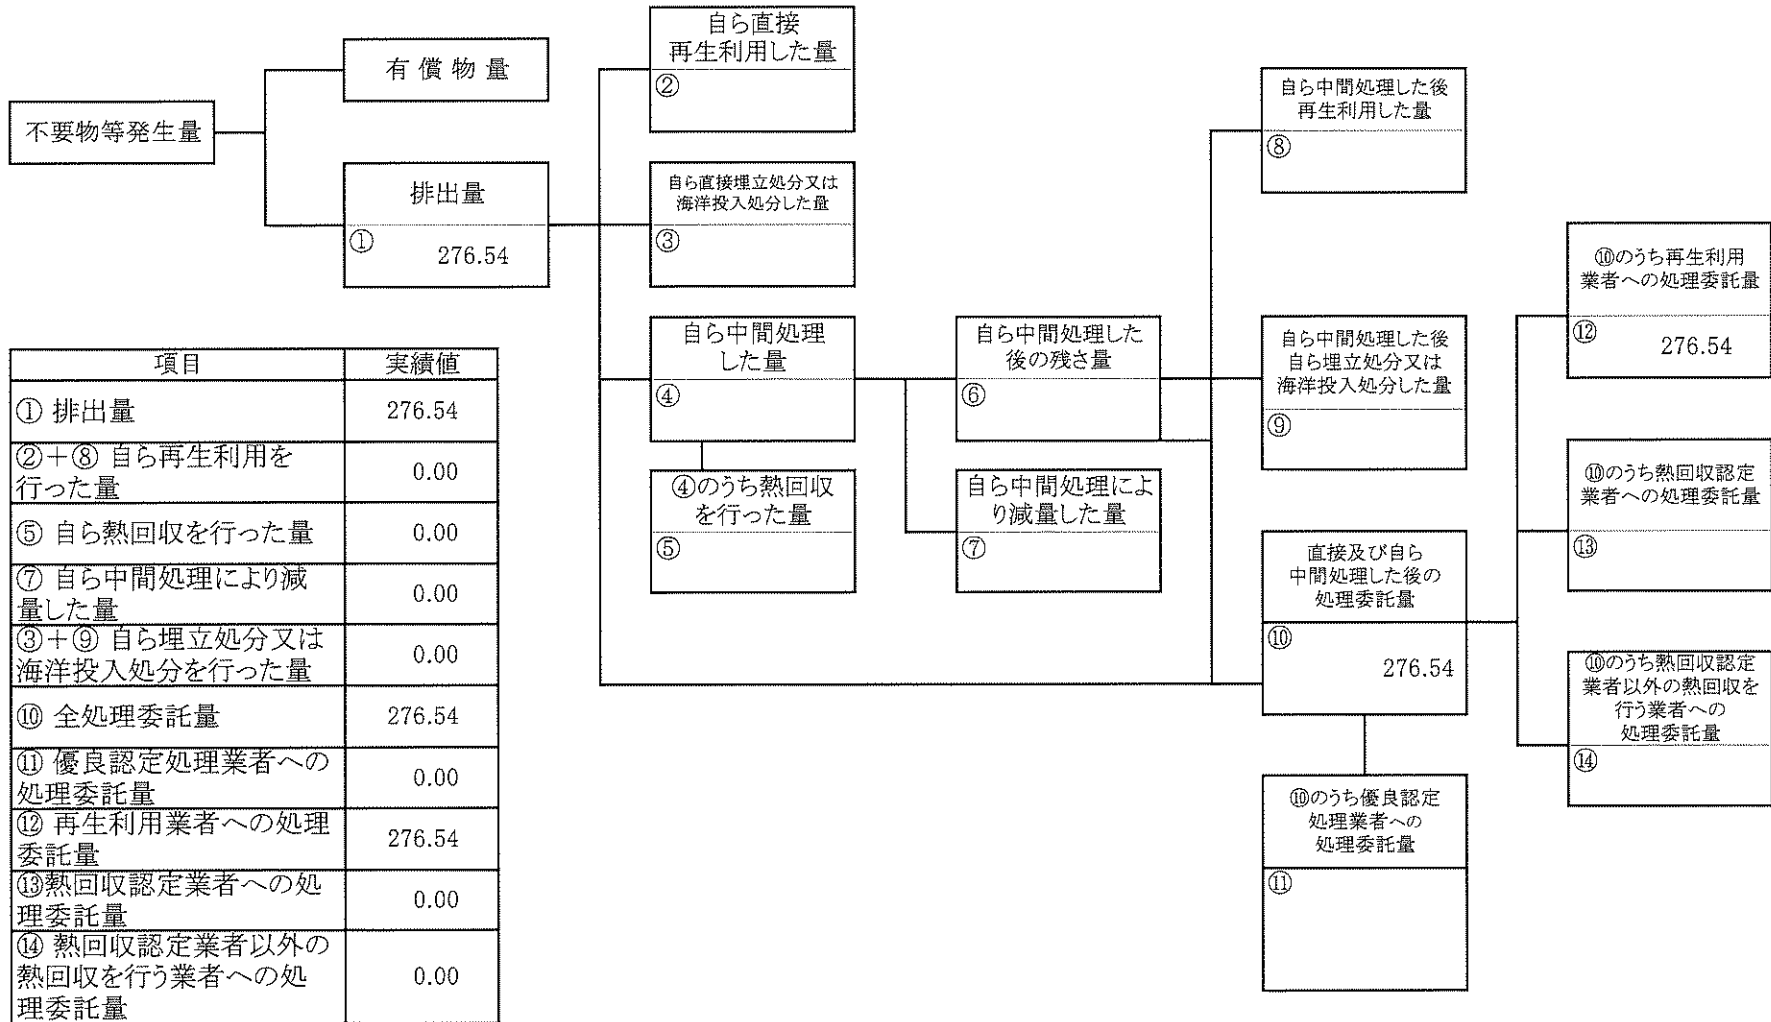 不要物等発生量
有償物量
排出量
①
276.54
自ら直接
再生利用した量
②
自ら直接埋立処分又は
海洋投入処分した量
③
自ら中間処理
した量
④
④のうち熱回収
を行った量
⑤
自ら中間処理した
後の残さ量
⑥
自ら中間処理によ
り減量した量
⑦
自ら中間処理した後
再生利用した量
⑧
自ら中間処理した後
自ら埋立処分又は
海洋投入処分した量
⑨
直接及び自ら
中間処理した後の
処理委託量
⑩
276.54
⑩のうち優良認定
処理業者への
処理委託量
⑪
⑩のうち再生利用
業者への処理委託量
⑫
276.54
⑩のうち熱回収認定
業者への処理委託量
⑬
⑩のうち熱回収認定
業者以外の熱回収を
行う業者への
処理委託量
⑭
項目 実績値
① 排出量 276.54
②＋⑧ 自ら再生利用を
行った量 0.00
⑤ 自ら熱回収を行った量 0.00
⑦ 自ら中間処理により減
量した量 0.00
③＋⑨ 自ら埋立処分又は
海洋投入処分を行った量 0.00
⑩ 全処理委託量 276.54
⑪ 優良認定処理業者への
処理委託量 0.00
⑫ 再生利用業者への処理
委託量 276.54
⑬熱回収認定業者への処
理委託量 0.00
⑭ 熱回収認定業者以外の
熱回収を行う業者への処
理委託量 0.00